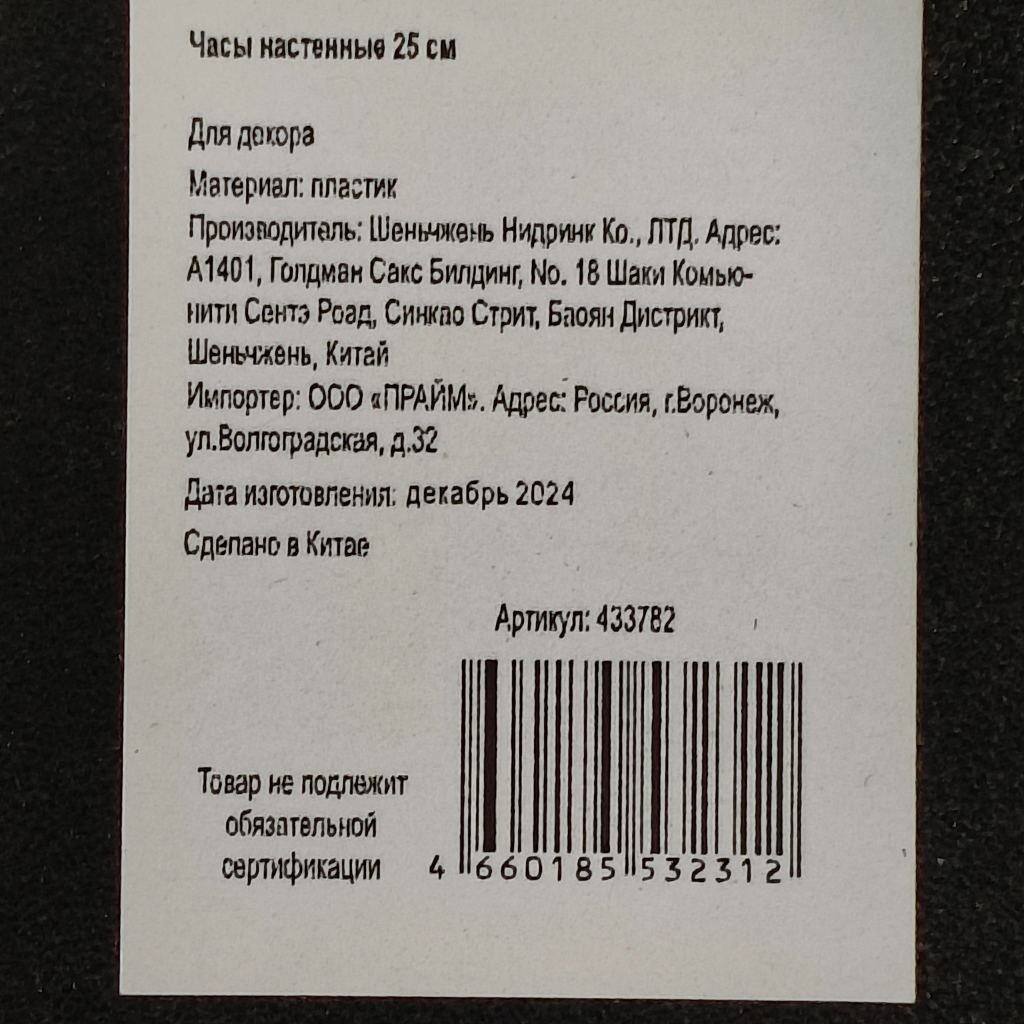 Часы настенные 25 см
Для декора
Материал: пластик
Производитель: Шеньчжень Нидринк Ко., ЛТД. Адрес:
А1401, Голдман Сакс Билдинг, No. 18 Шаки Комью-
нити Сентэ Роад, Синкао Стрит, Баоян Дистрикт,
Шеньчжень, Китай
Импортер: ООО «ПРАЙМ». Адрес: Россия, г.Воронеж,
ул.Волгоградская, д.32
Дата изготовления: декабрь 2024
Сделано в Китае
Артикул: 433782
Товар не подлежит
обязательной
сертификации
4 660185 532312